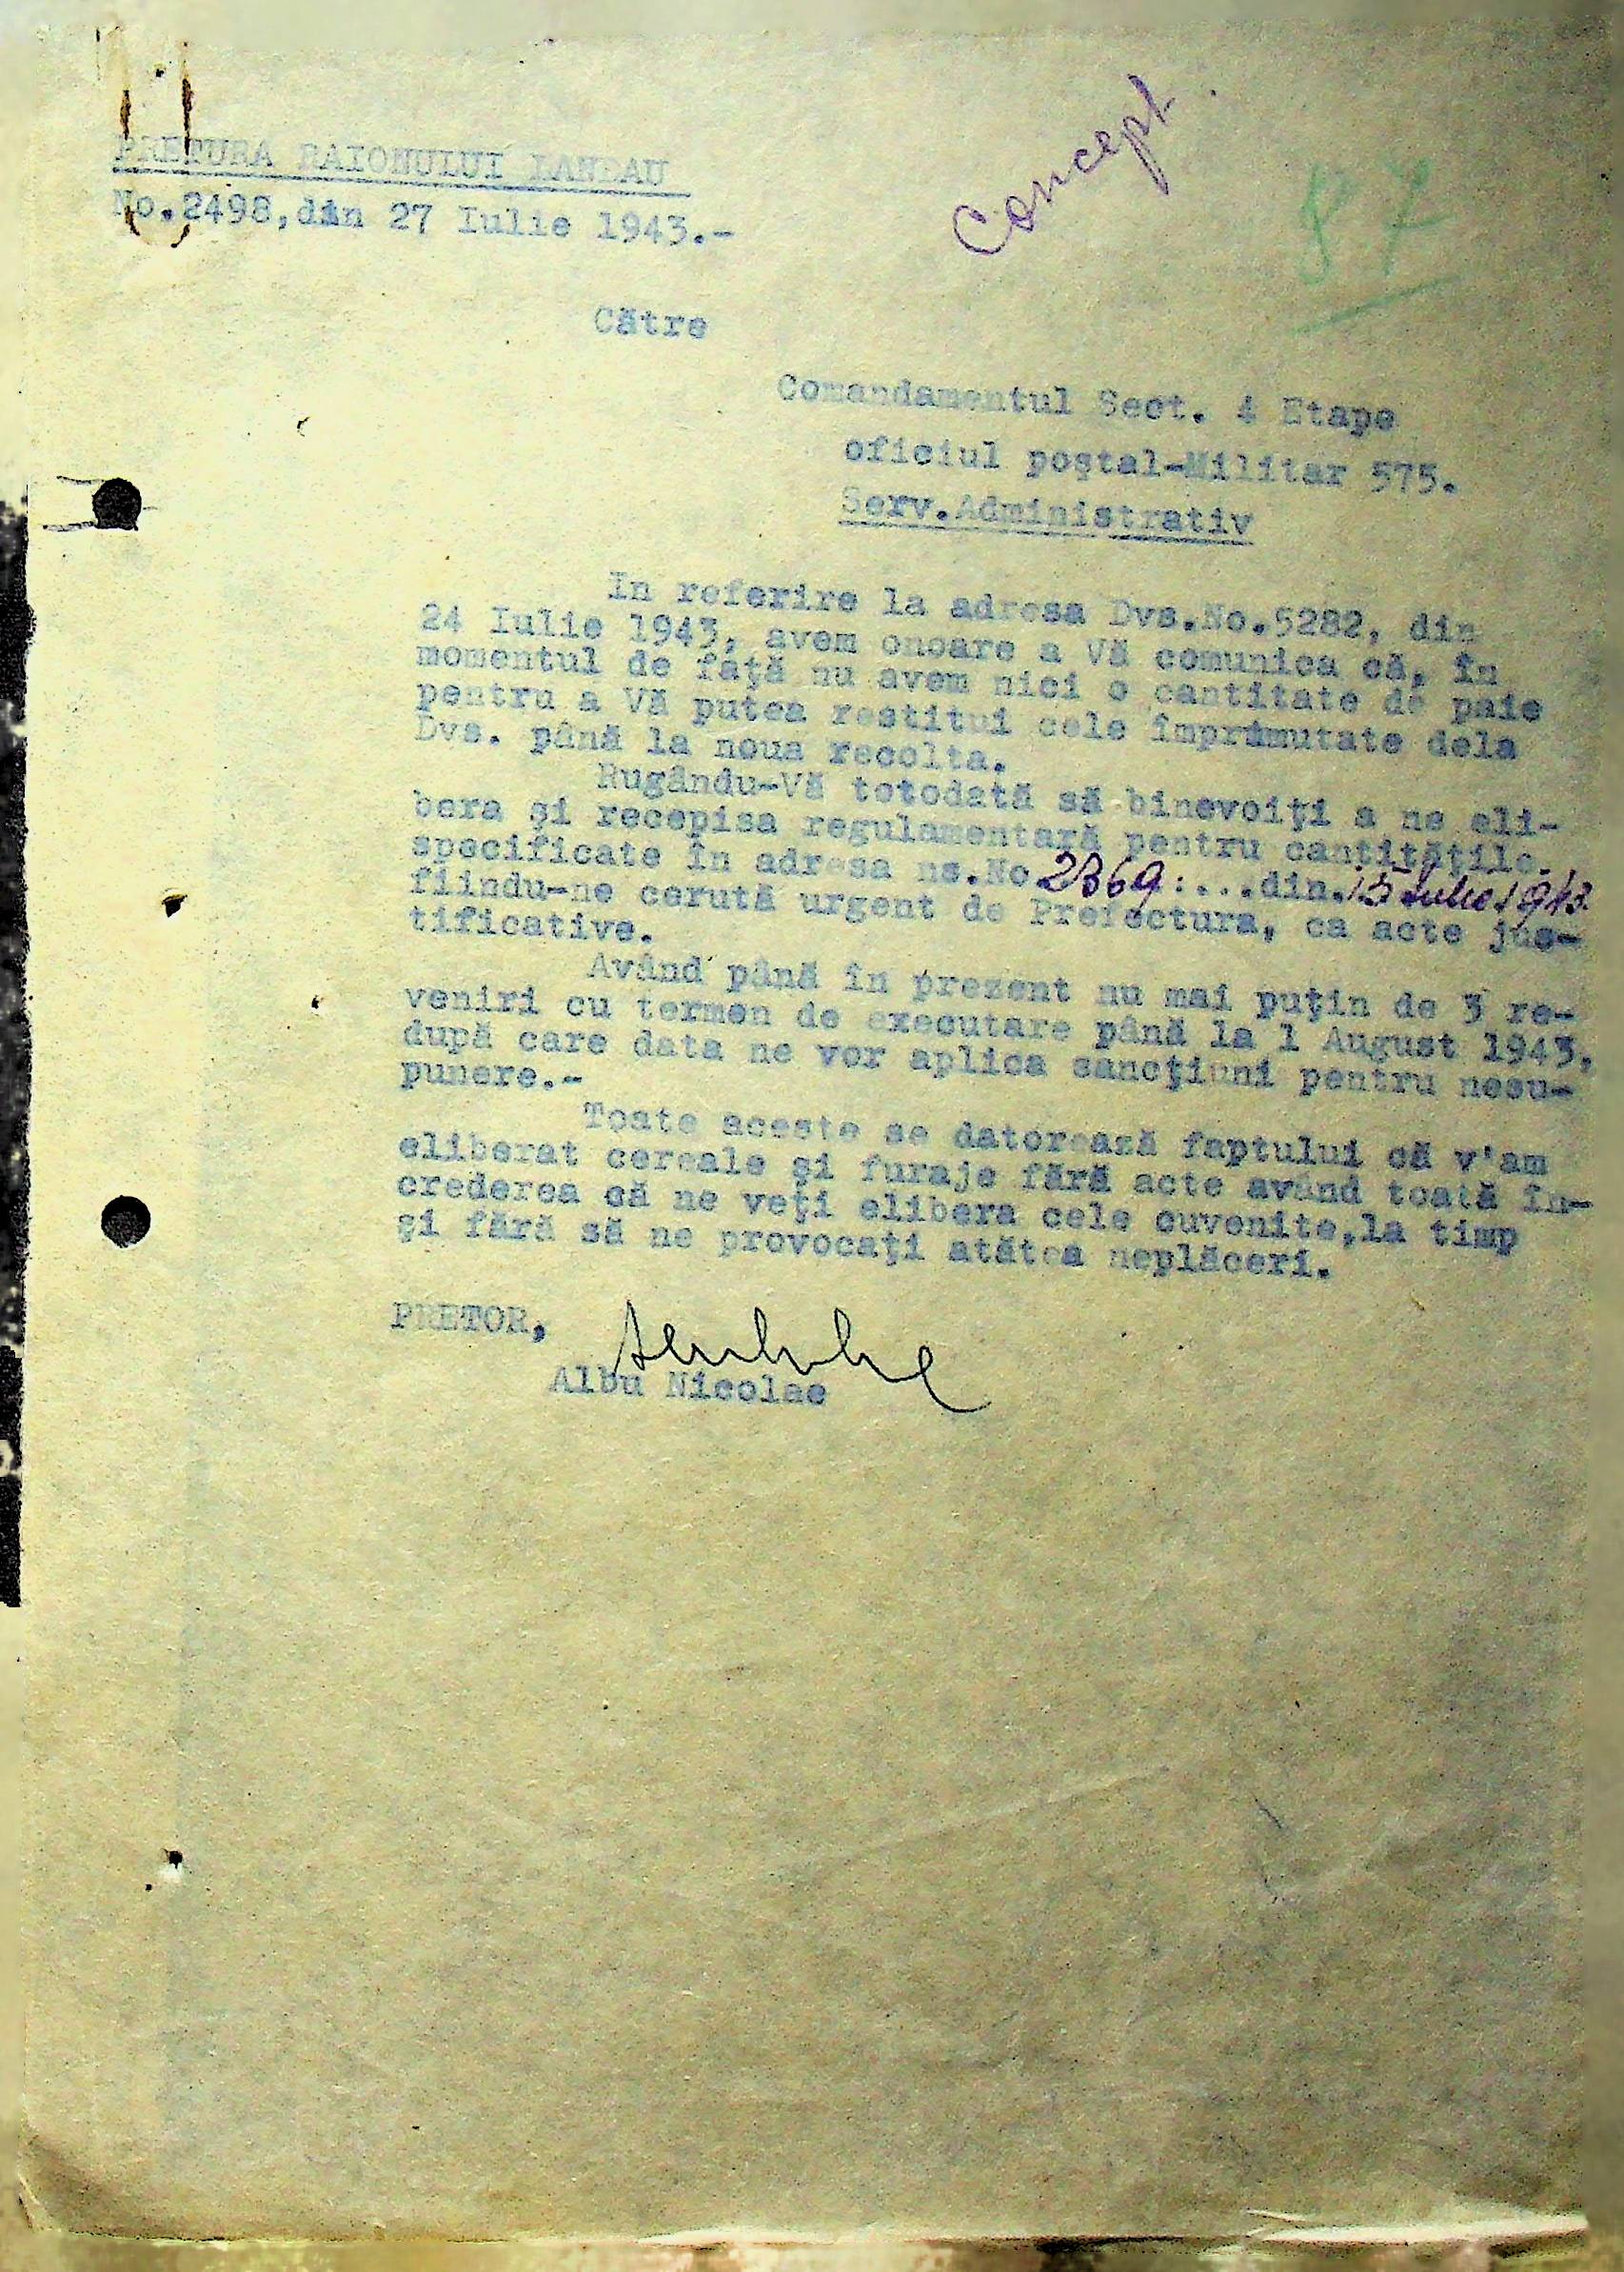 Concept.
87
PRETURA RAIONULUI LANDAU
No.2498,din 27 Iulie 1943.-
Către
Comandamentul Sect. 4 Etape
oficiul poştal-Militar 575.
Serv.Administrativ
In referire la adresa Dvs.No.5282, din
24 Iulie 1943, avem onoare a Vă comunica că, în
momentul de faţă nu avem nici o cantitate de paie
pentru a Vă putea restitui cele împrumutate dela
Dvs. până la noua recolta.
Rugându-Vă totodată să binevoiţi a ne eli-
bera şi recepisa regulamentară pentru cantităţile.
specificate în adresa ns.No 2369:...din.13 Iulie 1943.
fiindu-ne cerută urgent de Prefectura, ca acte jus-
tificative.
Având până în prezent nu mai puţin de 3 re-
veniri cu termen de executare până la 1 August 1943,
după care data ne vor aplica sancţiuni pentru nesu-
punere.-
Toate aceste se datorează faptului că v'am
eliberat cereale şi furaje fără acte având toată în-
crederea că ne veţi elibera cele cuvenite,la timp
şi fără să ne provocaţi atâtea neplăceri.
PRETOR,
Albu Nicolae